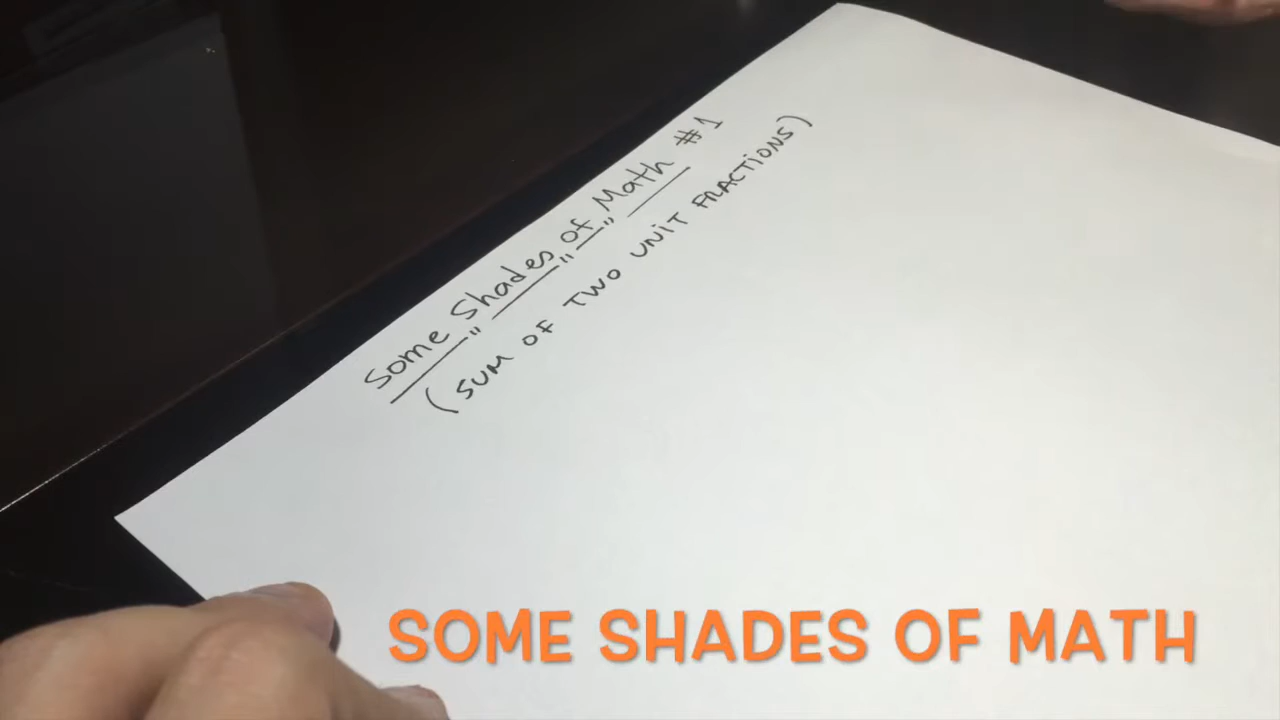 Some Shades of Math #1
(SUM OF TWO UNIT FRACTIONS)
SOME SHADES OF MATH